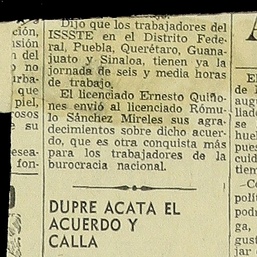 Dijo que los trabajadores del
ISSSTE en el Distrito Fede-
ral, Puebla, Querétaro, Guana-
juato y Sinaloa, tienen ya la
jornada de seis y media horas
de trabajo.
El licenciado Ernesto Quiño-
nes envió al licenciado Rómu-
lo Sánchez Mireles sus agra-
decimientos sobre dicho acuer-
do, que es otra conquista más
para los trabajadores de la
burocracia nacional.
DUPRE ACATA EL
ACUERDO Y
CALLA